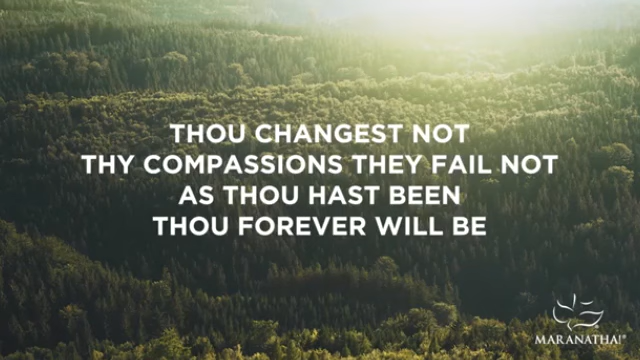 THOU CHANGEST NOT
THY COMPASSIONS THEY FAIL NOT
AS THOU HAST BEEN
THOU FOREVER WILL BE
MARANATHA!®